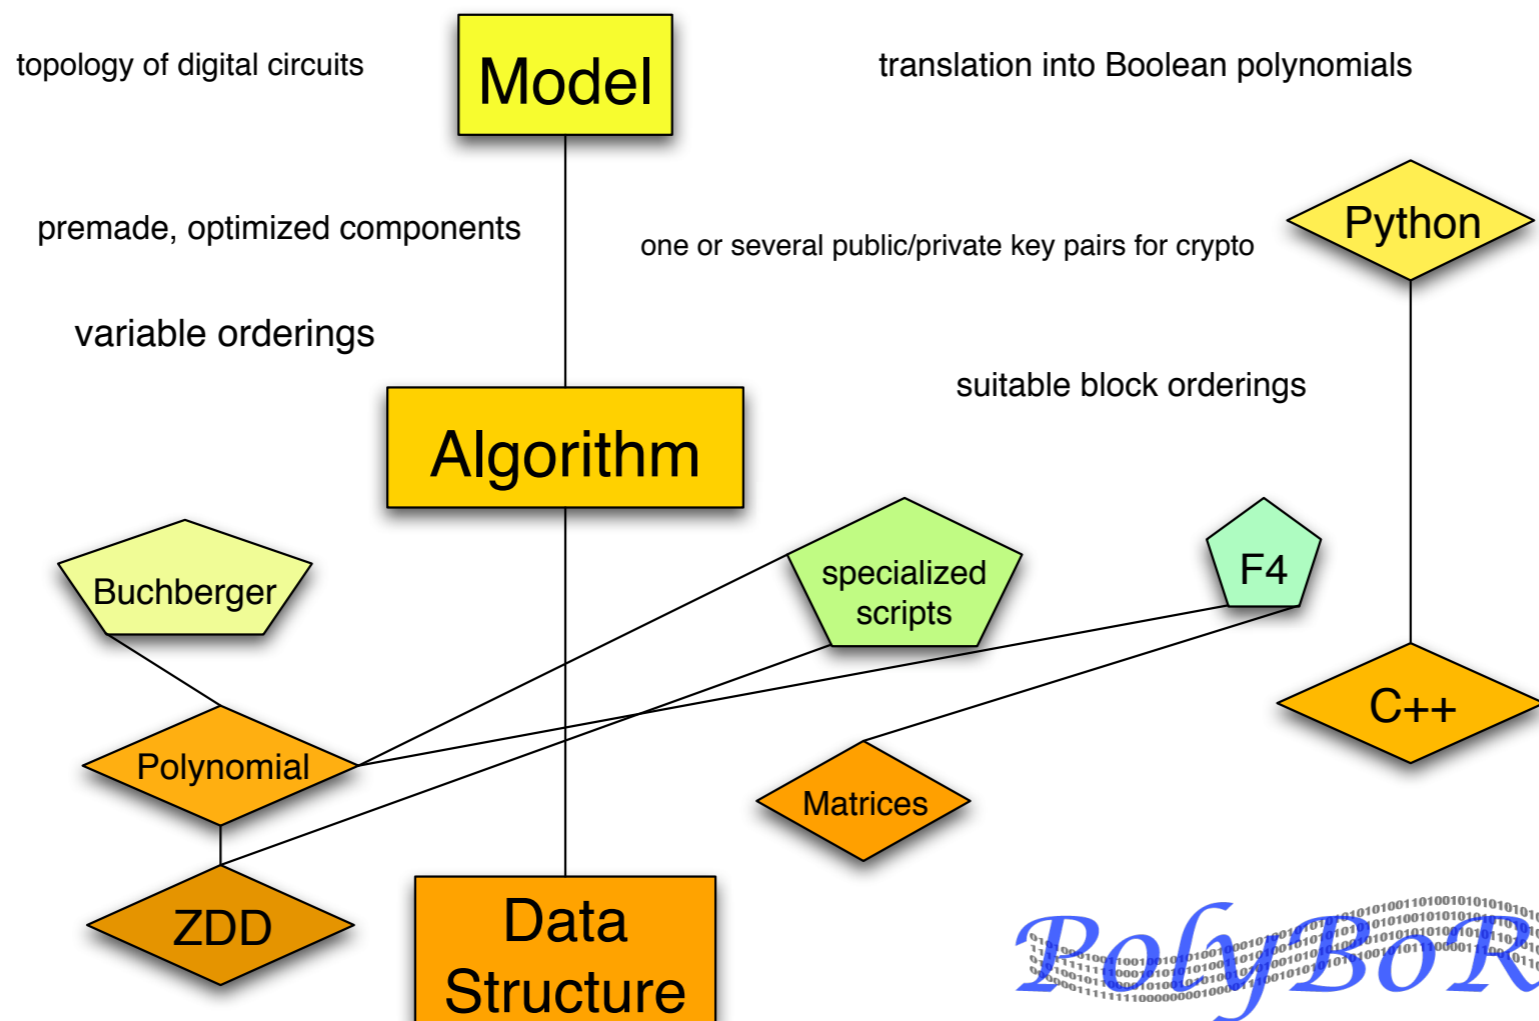 topology of digital circuits
Model
translation into Boolean polynomials
premade, optimized components
one or several public/private key pairs for crypto
Python
variable orderings
suitable block orderings
Algorithm
Buchberger
specialized
scripts
F4
C++
Polynomial
Matrices
ZDD
Data
Structure
PolyBoR